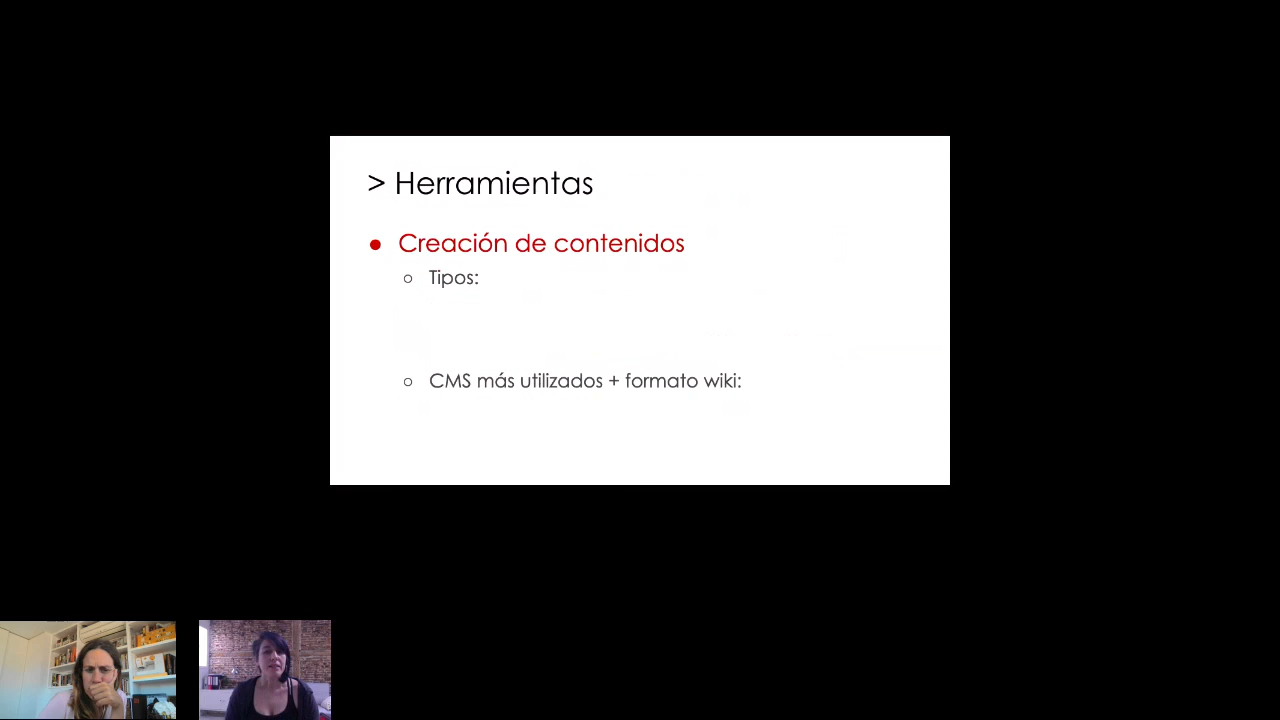 > Herramientas
● Creación de contenidos
○ Tipos:
○ CMS más utilizados + formato wiki: